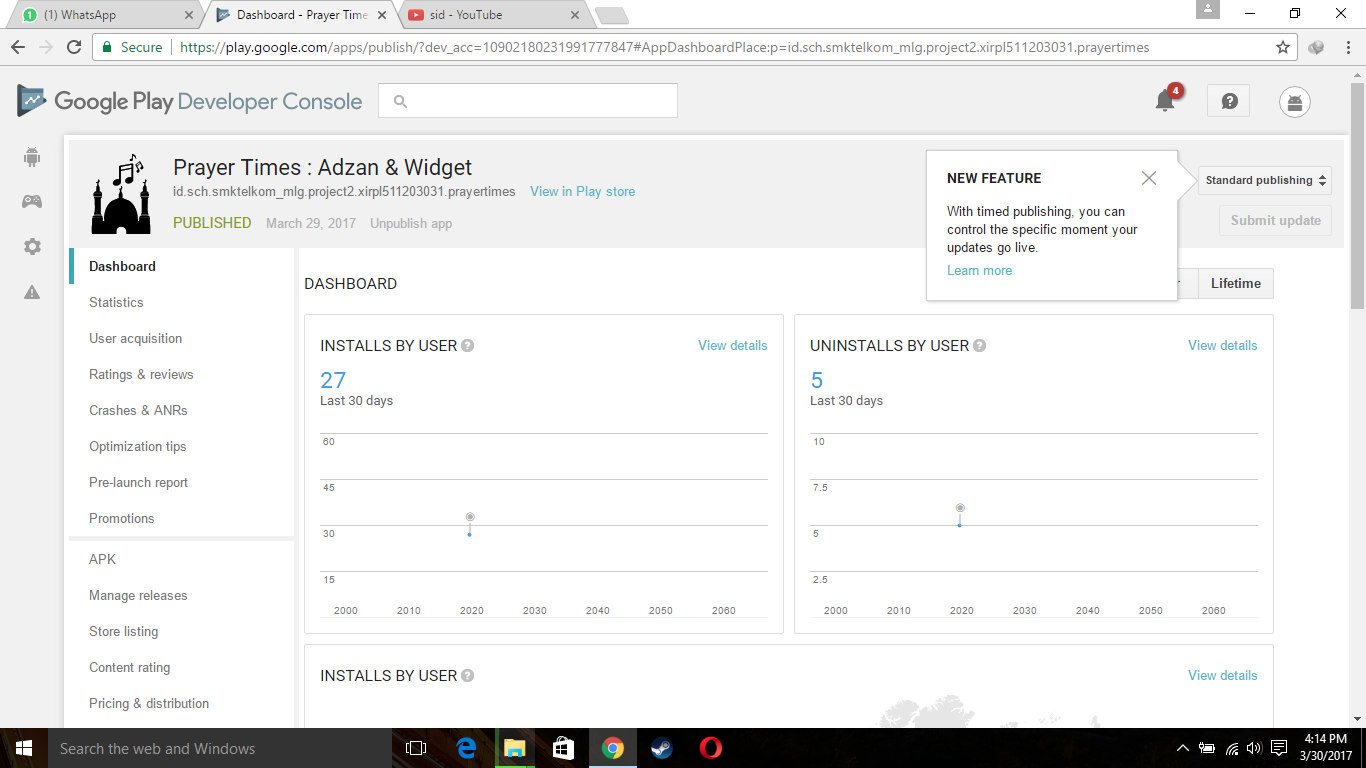 (1) WhatsApp
Dashboard - Prayer Time
sid - YouTube
Secure
https://play.google.com/apps/publish/?dev_acc=10902180231991777847#AppDashboardPlace:p=id.sch.smktelkom_mlg.project2.xirpl511203031.prayertimes
Google Play Developer Console
4
Prayer Times : Adzan & Widget
id.sch.smktelkom_mlg.project2.xirpl511203031.prayertimes View in Play store
PUBLISHED March 29, 2017 Unpublish app
NEW FEATURE
With timed publishing, you can
control the specific moment your
updates go live.
Learn more
Standard publishing
Submit update
Dashboard
Statistics
User acquisition
Ratings & reviews
Crashes & ANRs
Optimization tips
Pre-launch report
Promotions
APK
Manage releases
Store listing
Content rating
Pricing & distribution
DASHBOARD
Lifetime
INSTALLS BY USER ?
View details
27
Last 30 days
60
45
30
15
2000 2010 2020 2030 2040 2050 2060
UNINSTALLS BY USER ?
View details
5
Last 30 days
10
7.5
5
2.5
2000 2010 2020 2030 2040 2050 2060
INSTALLS BY USER ?
View details
Search the web and Windows
4:14 PM
3/30/2017